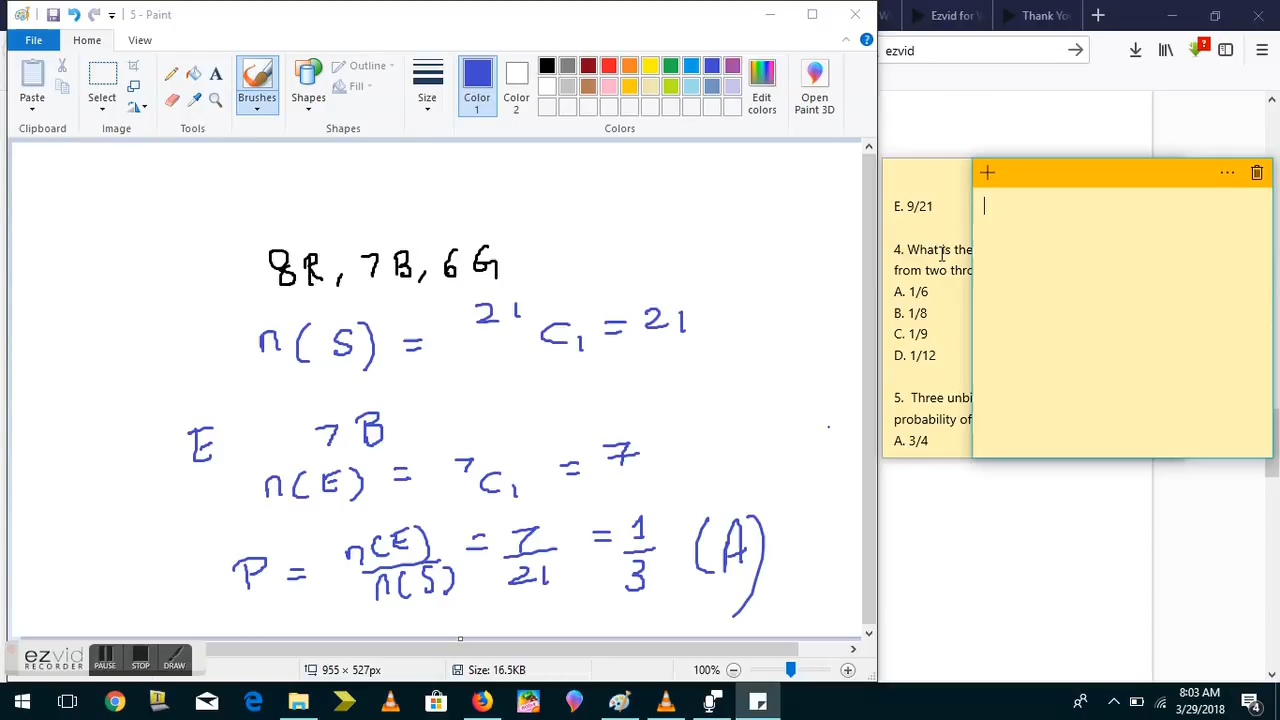 5 - Paint
Ezvid for W
Thank You
File
Home
View
ezvid
Paste
Select
Brushes
Shapes
Outline
Fill
Size
Color 1
Color 2
Edit colors
Open Paint 3D
Clipboard
Image
Tools
Shapes
Colors
8R, 7B, 6G
n(S) = 21 C1 = 21
E 7B
n(E) = 7C1 = 7
P = n(E)/n(S) = 7/21 = 1/3 (A)
E. 9/21
4. What is the
from two thro
A. 1/6
B. 1/8
C. 1/9
D. 1/12
5. Three unbi
probability of
A. 3/4
ezvid
RECORDER
PAUSE
STOP
DRAW
955 × 527px
Size: 16.5KB
100%
8:03 AM
3/29/2018
4